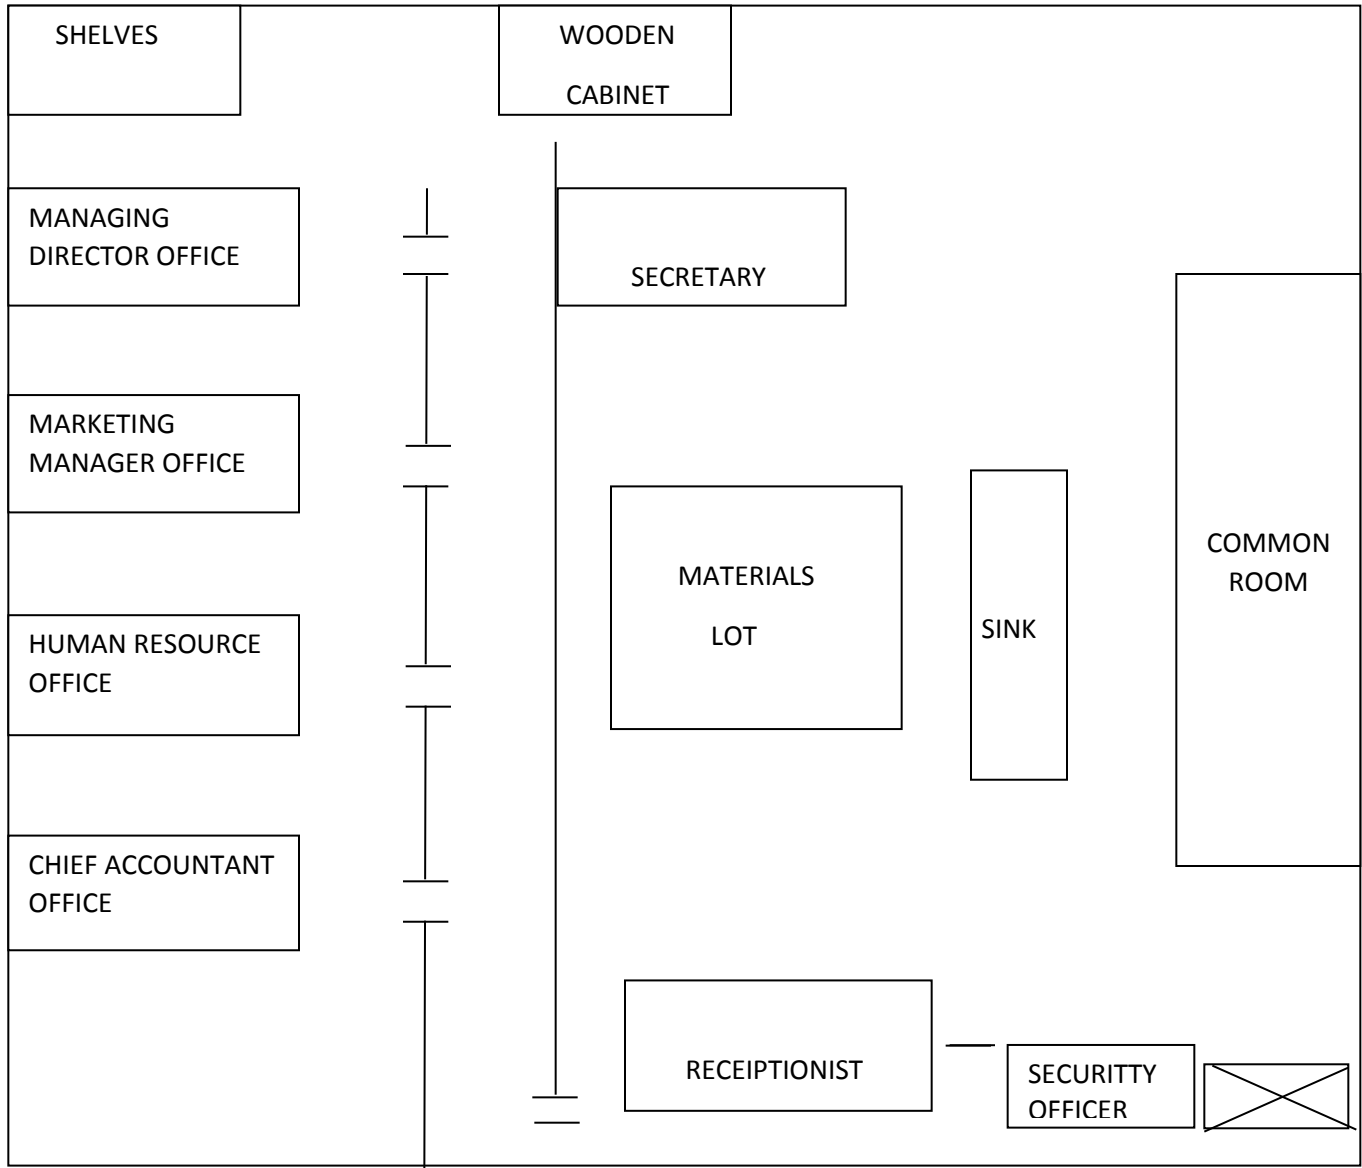 SHELVES
WOODEN
CABINET
MANAGING
DIRECTOR OFFICE
SECRETARY
MARKETING
MANAGER OFFICE
MATERIALS
LOT
SINK
COMMON
ROOM
HUMAN RESOURCE
OFFICE
CHIEF ACCOUNTANT
OFFICE
RECEIPTIONIST
SECURITTY
OFFICER